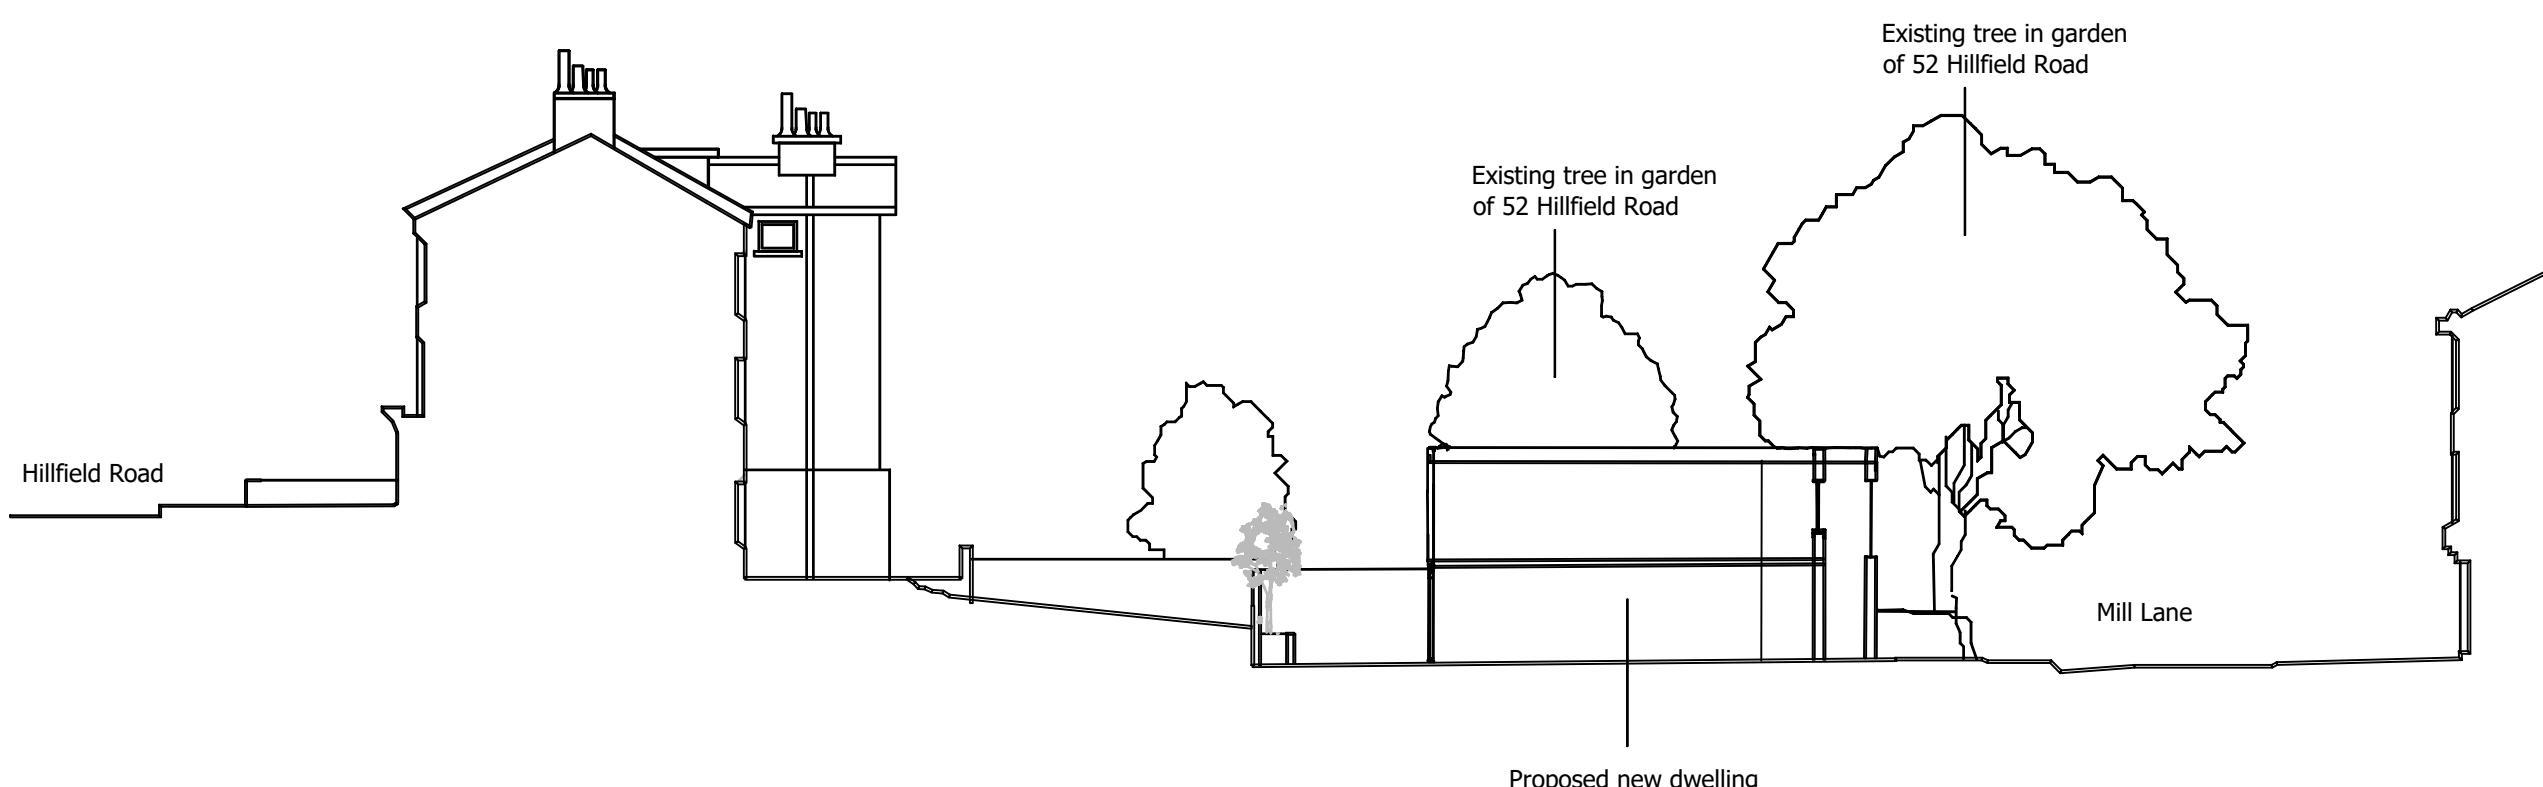 Existing tree in garden
of 52 Hillfield Road
Existing tree in garden
of 52 Hillfield Road
Hillfield Road
Mill Lane
Proposed new dwelling